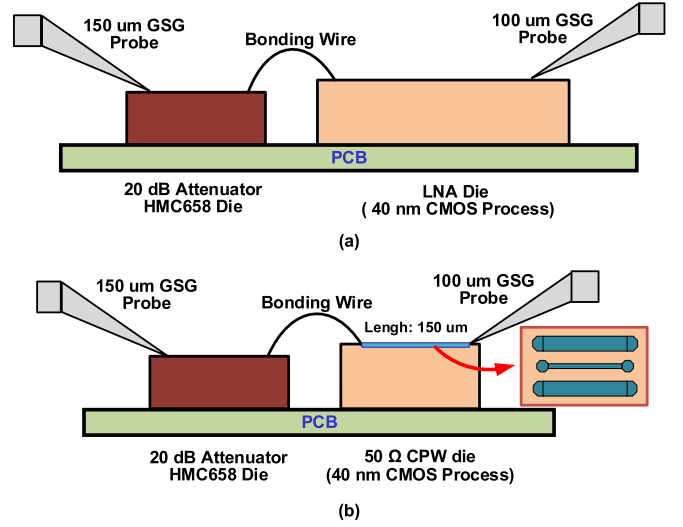 150 um GSG
Probe
Bonding Wire
100 um GSG
Probe
PCB
20 dB Attenuator
HMC658 Die
LNA Die
( 40 nm CMOS Process)
(a)
150 um GSG
Probe
Bonding Wire
100 um GSG
Probe
Lengh: 150 um
PCB
20 dB Attenuator
HMC658 Die
50 Ω CPW die
(40 nm CMOS Process)
(b)